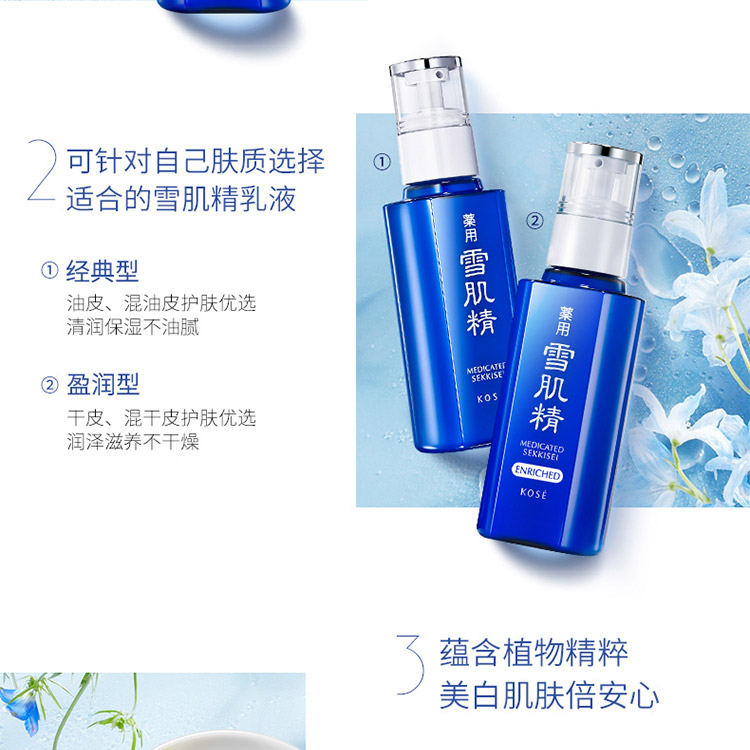 2
可针对自己肤质选择
适合的雪肌精乳液
① 经典型
油皮、混油皮护肤优选
清润保湿不油腻
② 盈润型
干皮、混干皮护肤优选
润泽滋养不干燥
①
薬用
雪肌精
MEDICATED
SEKKISEI
KOS
②
薬用
雪肌精
MEDICATED
SEKKISEI
ENRICHED
KOSÉ
3
蕴含植物精粹
美白肌肤倍安心